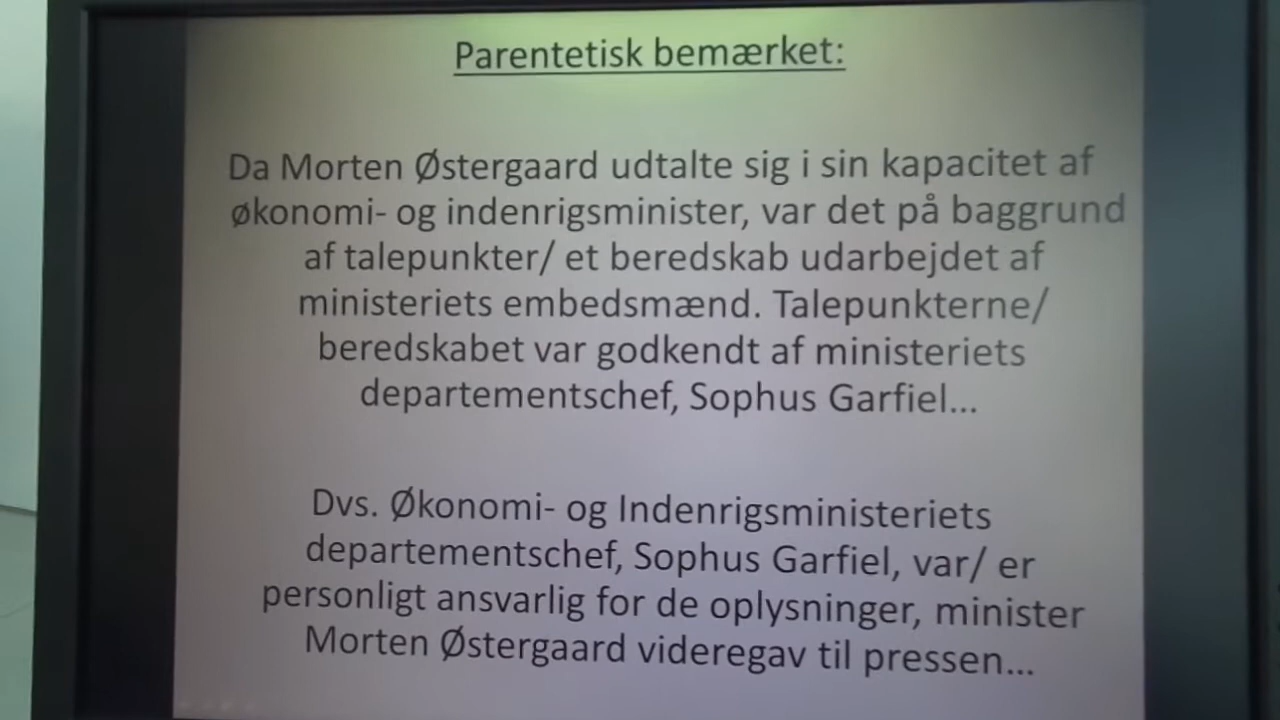 Parentetisk bemærket:
Da Morten Østergaard udtalte sig i sin kapacitet af
økonomi- og indenrigsminister, var det på baggrund
af talepunkter/ et beredskab udarbejdet af
ministeriets embedsmænd. Talepunkterne/
beredskabet var godkendt af ministeriets
departementschef, Sophus Garfiel...
Dvs. Økonomi- og Indenrigsministeriets
departementschef, Sophus Garfiel, var/ er
personligt ansvarlig for de oplysninger, minister
Morten Østergaard videregav til pressen...